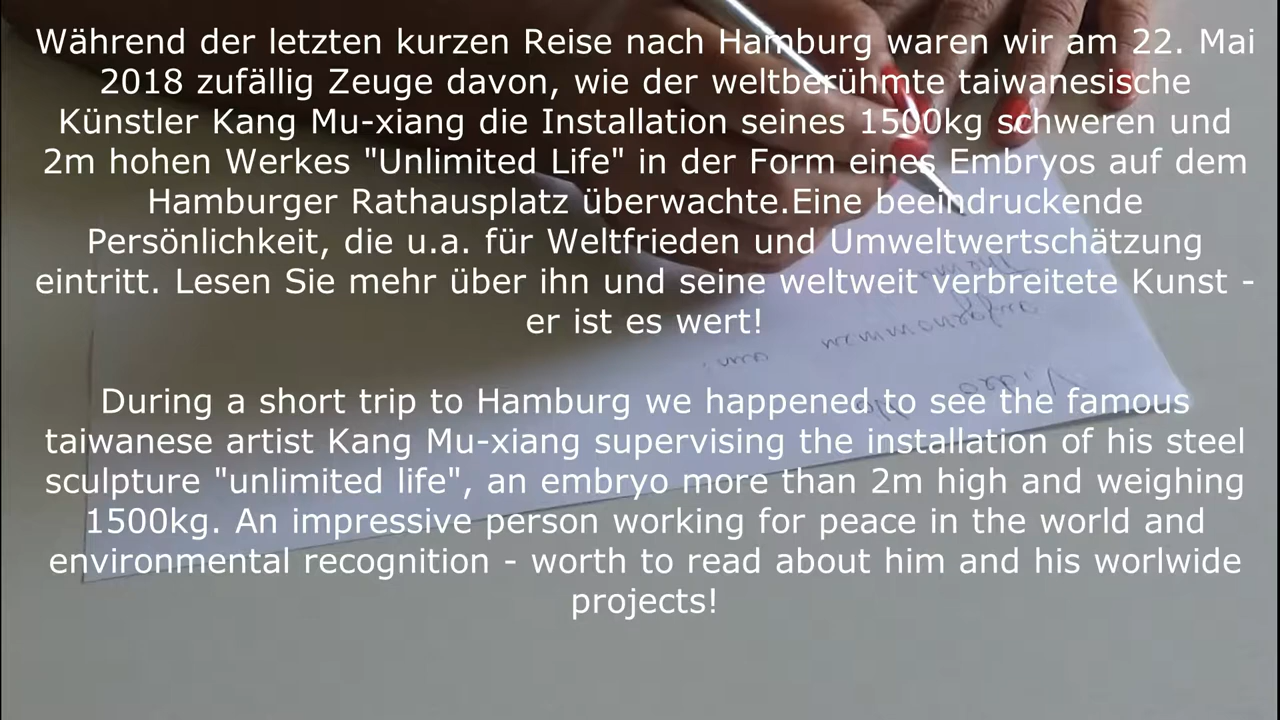 Während der letzten kurzen Reise nach Hamburg waren wir am 22. Mai
2018 zufällig Zeuge davon, wie der weltberühmte taiwanesische
Künstler Kang Mu-xiang die Installation seines 1500kg schweren und
2m hohen Werkes "Unlimited Life" in der Form eines Embryos auf dem
Hamburger Rathausplatz überwachte.Eine beeindruckende
Persönlichkeit, die u.a. für Weltfrieden und Umweltwertschätzung
eintritt. Lesen Sie mehr über ihn und seine weltweit verbreitete Kunst -
er ist es wert!
During a short trip to Hamburg we happened to see the famous
taiwanese artist Kang Mu-xiang supervising the installation of his steel
sculpture "unlimited life", an embryo more than 2m high and weighing
1500kg. An impressive person working for peace in the world and
environmental recognition - worth to read about him and his worlwide
projects!
Video